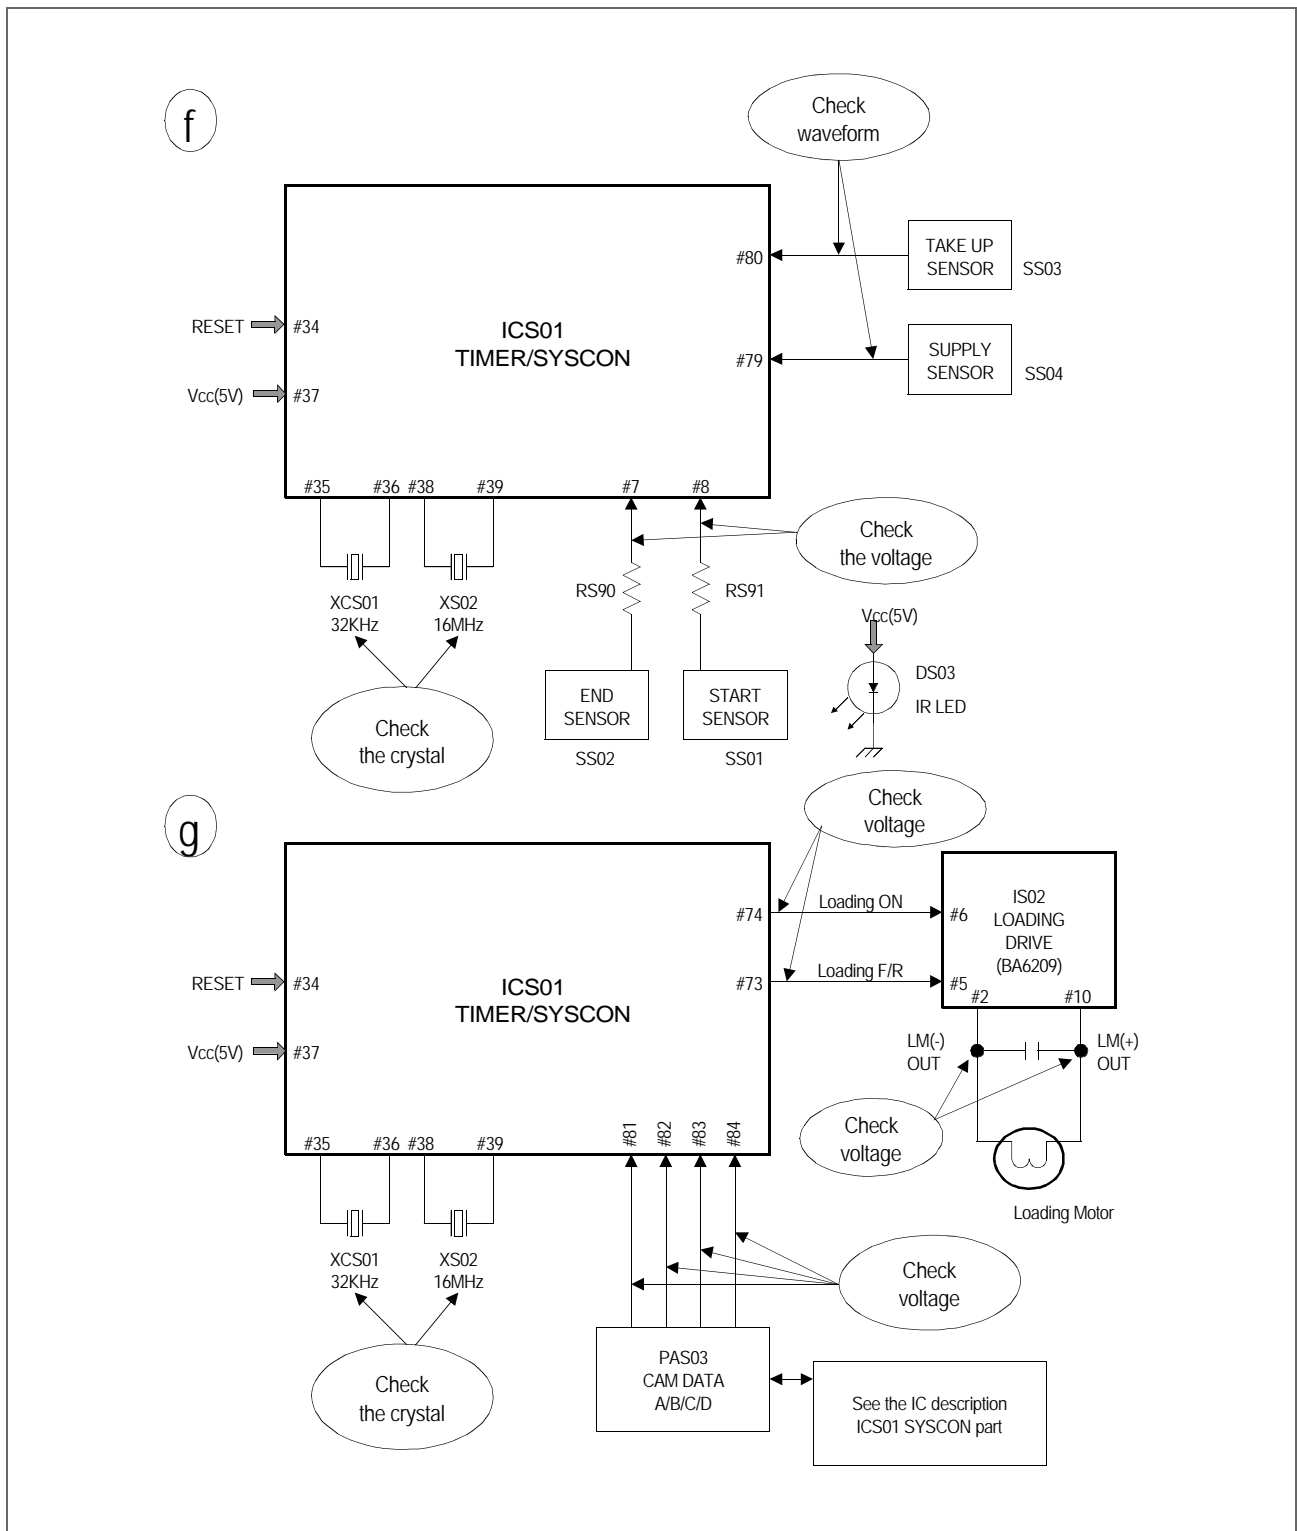 f
Check
waveform
#80
TAKE UP
SENSOR
SS03
RESET
#34
ICS01
TIMER/SYSCON
#79
SUPPLY
SENSOR
SS04
Vcc(5V)
#37
#35
#36
#38
#39
#7
#8
Check
the voltage
XCS01
32KHz
XS02
16MHz
RS90
RS91
Vcc(5V)
DS03
IR LED
END
SENSOR
SS02
START
SENSOR
SS01
Check
the crystal
g
Check
voltage
#74
Loading ON
#6
IS02
LOADING
DRIVE
(BA6209)
RESET
#34
ICS01
TIMER/SYSCON
#73
Loading F/R
#5
#2
#10
Vcc(5V)
#37
LM(-)
OUT
LM(+)
OUT
#35
#36
#38
#39
#81
#82
#83
#84
Check
voltage
Loading Motor
XCS01
32KHz
XS02
16MHz
Check
voltage
Check
the crystal
PAS03
CAM DATA
A/B/C/D
See the IC description
ICS01 SYSCON part